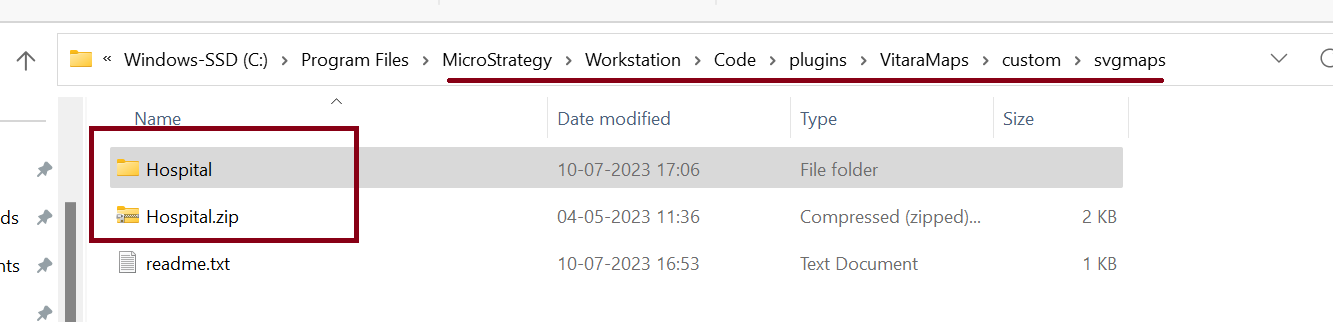 « Windows-SSD (C:) > Program Files > MicroStrategy > Workstation > Code > plugins > VitaraMaps > custom > svgmaps
Name Date modified Type Size
Hospital 10-07-2023 17:06 File folder
ds Hospital.zip 04-05-2023 11:36 Compressed (zipped)... 2 KB
nts readme.txt 10-07-2023 16:53 Text Document 1 KB